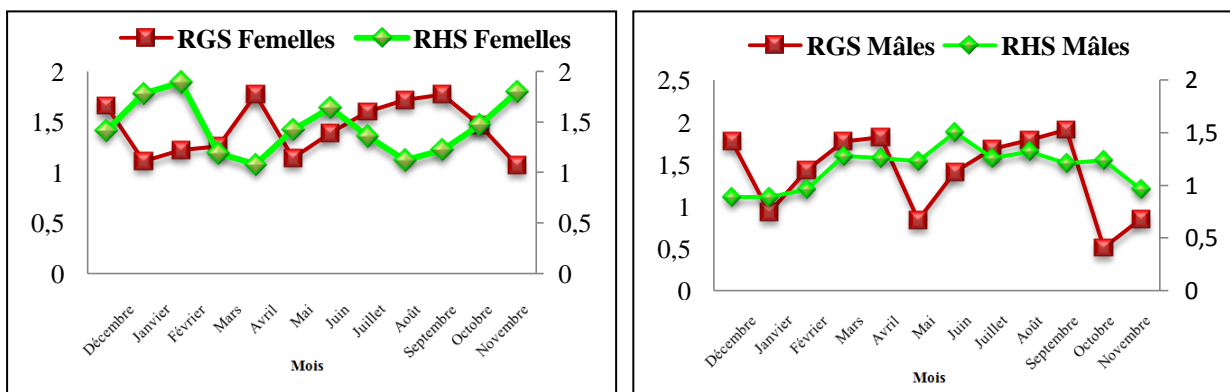 RGS Femelles RHS Femelles
2 2
1,5 1,5
1 1
0,5 0,5
0 0
Décembre Janvier Février Mars Avril Mai Juin Juillet Août Septembre Octobre Novembre
Mois
RGS Mâles RHS Mâles
2,5 2
2 1,5
1,5 1
1 0,5
0,5 0
0
Décembre Janvier Février Mars Avril Mai Juin Juillet Août Septembre Octobre Novembre
Mois